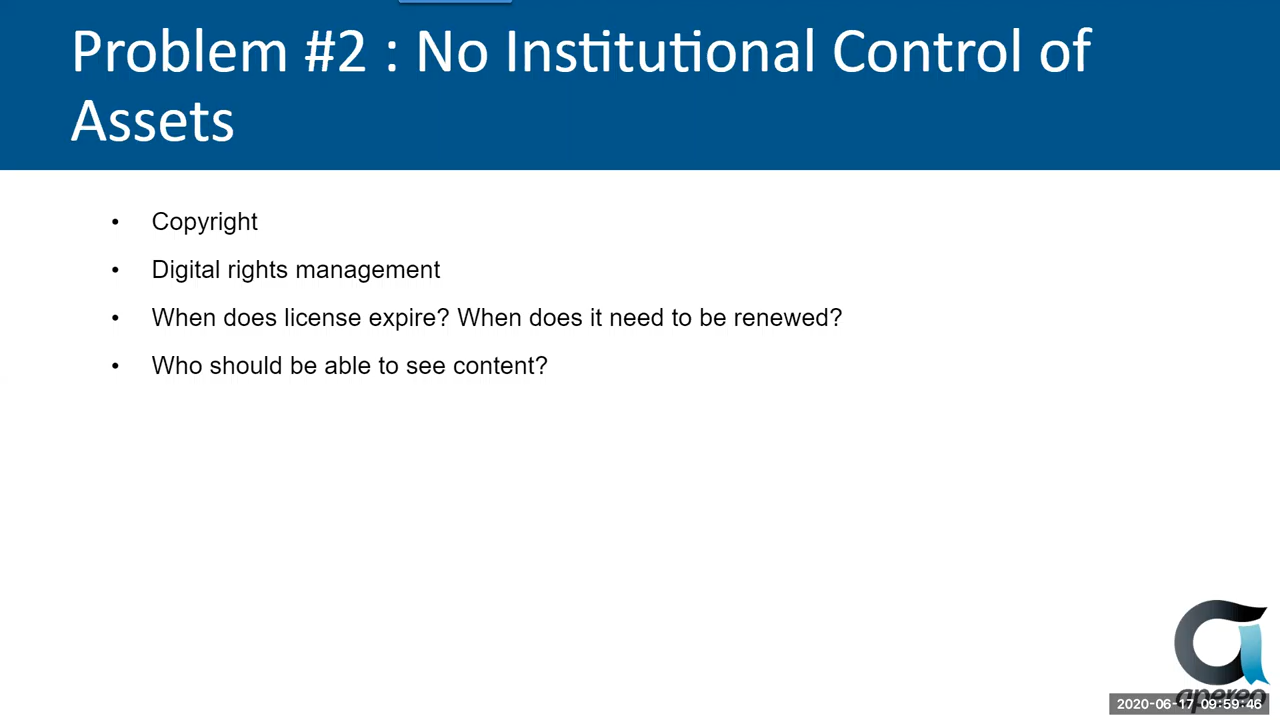 Problem #2 : No Institutional Control of
Assets
• Copyright
• Digital rights management
• When does license expire? When does it need to be renewed?
• Who should be able to see content?
apereo
2020-06-17 09:59:46